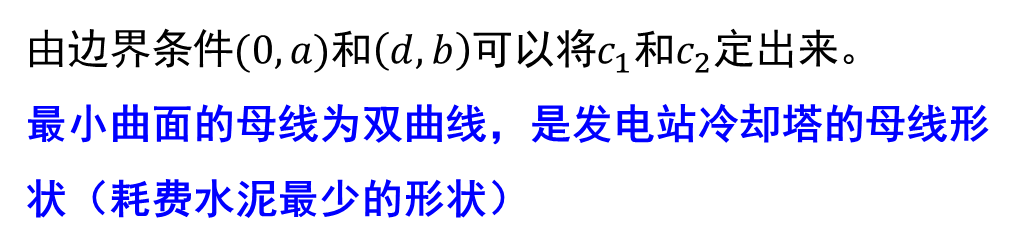 由边界条件(0, a)和(d, b)可以将c₁和c₂定出来。
最小曲面的母线为双曲线，是发电站冷却塔的母线形
状（耗费水泥最少的形状）